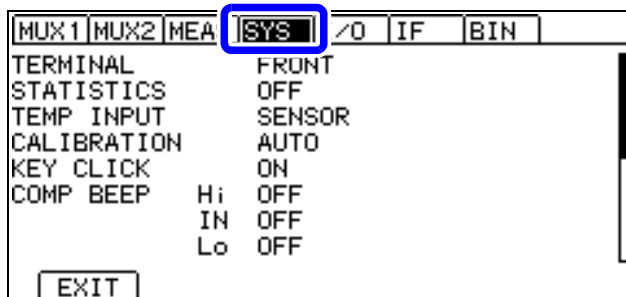 MUX1 MUX2 MEA SYS /O IF BIN
TERMINAL FRONT
STATISTICS OFF
TEMP INPUT SENSOR
CALIBRATION AUTO
KEY CLICK ON
COMP BEEP Hi OFF
IN OFF
Lo OFF
EXIT